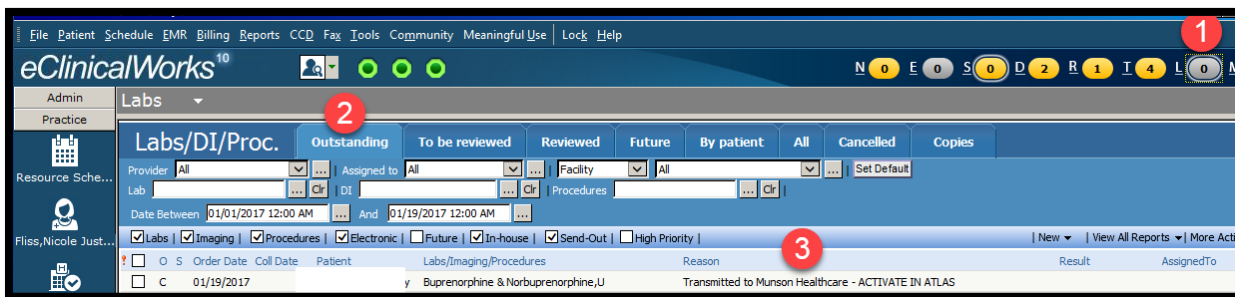 File Patient Schedule EMR Billing Reports CCD Fax Tools Community Meaningful Use Lock Help
1
eClinicalWorks 10
N 0 E 0 S 0 D 2 R 1 I 4 L 0 M
Admin
Labs
Practice
2
Labs/DI/Proc. Outstanding To be reviewed Reviewed Future By patient All Cancelled Copies
Resource Sche...
Provider All ... | Assigned to All ... | Facility All ... | Set Default
Lab ... Clr | DI ... Clr | Procedures ... Clr |
Date Between 01/01/2017 12:00 AM ... And 01/19/2017 12:00 AM ...
Fliss,Nicole Just...
Labs | Imaging | Procedures | Electronic | Future | In-house | Send-Out | High Priority | | New | View All Reports | More Acti
3
! O S Order Date Coll Date Patient Labs/Imaging/Procedures Reason Result AssignedTo
H
C 01/19/2017 y Buprenorphine & Norbuprenorphine,U Transmitted to Munson Healthcare - ACTIVATE IN ATLAS